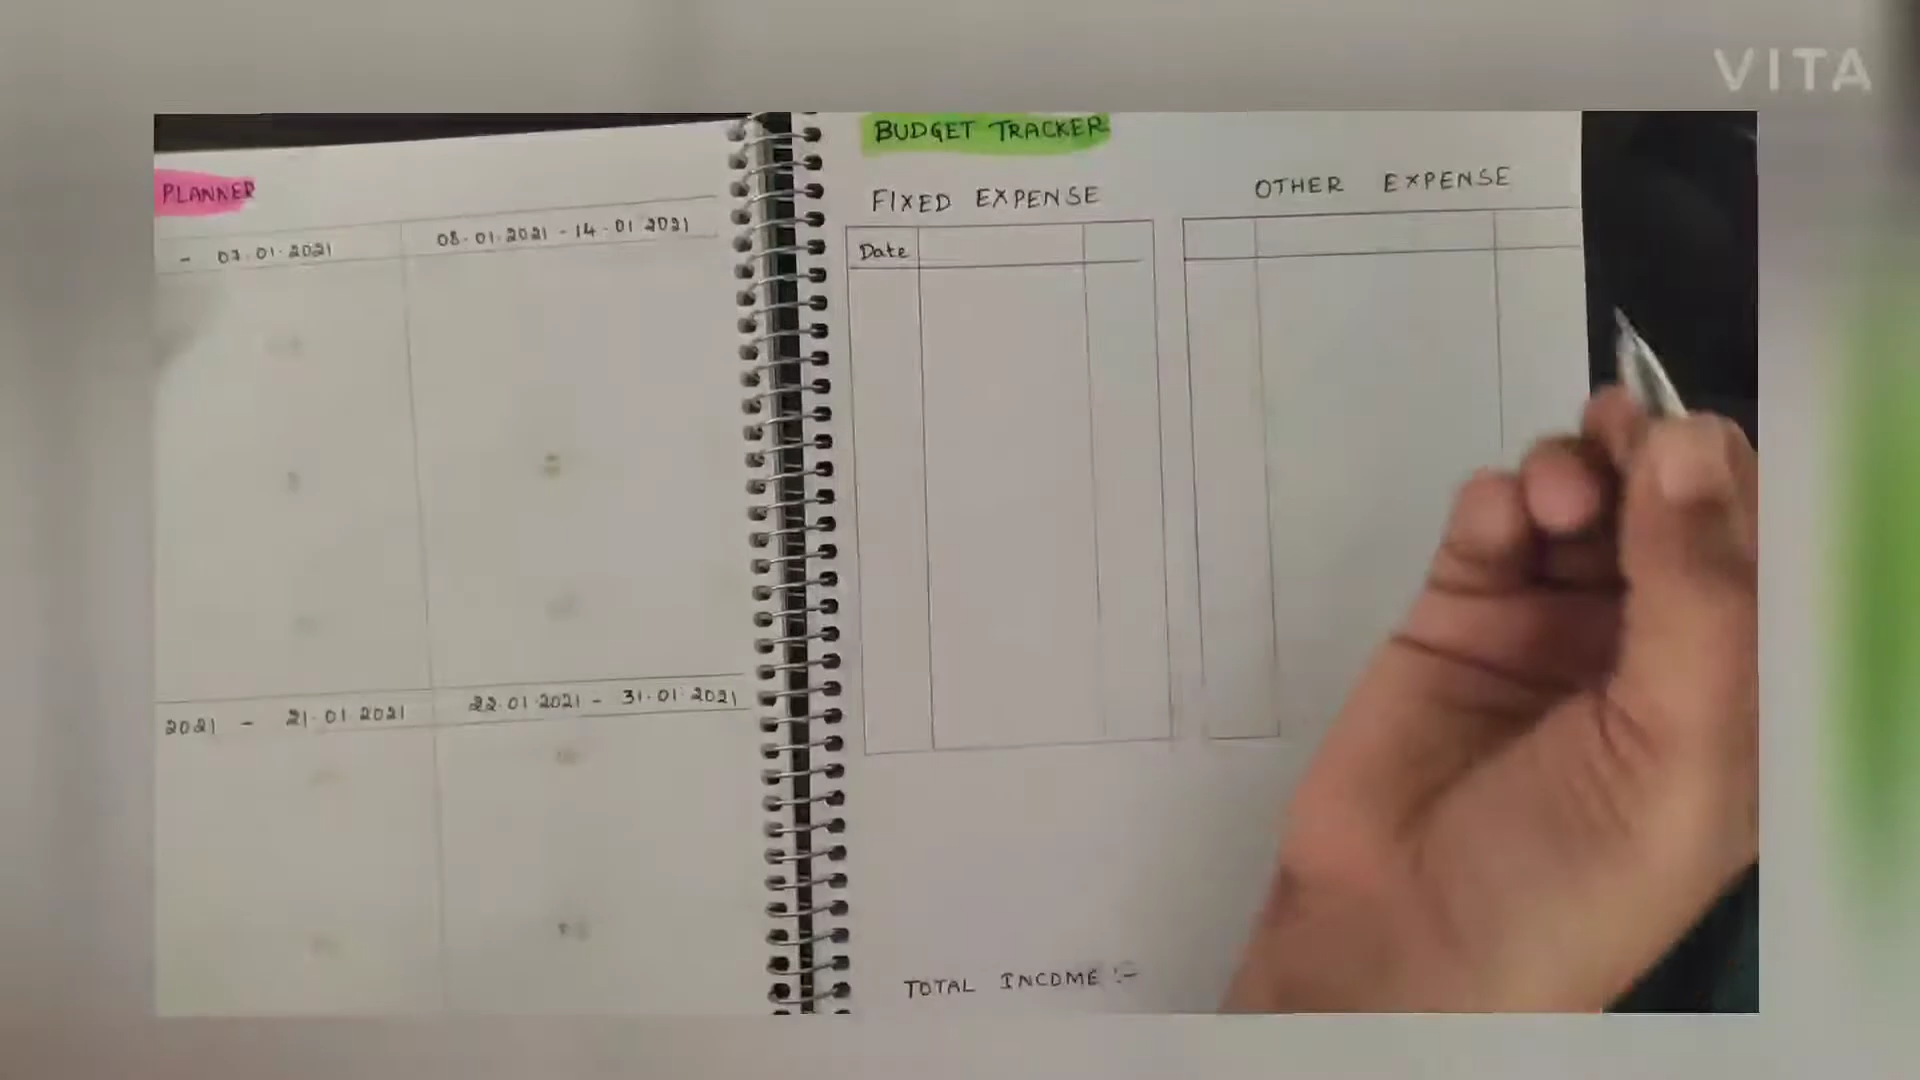 VITA
PLANNER
- 07.01.2021
08.01.2021 - 14.01 2021
2021 - 21.01 2021
22.01.2021 - 31.01.2021
BUDGET TRACKER
FIXED EXPENSE
OTHER EXPENSE
Date
TOTAL INCOME :-